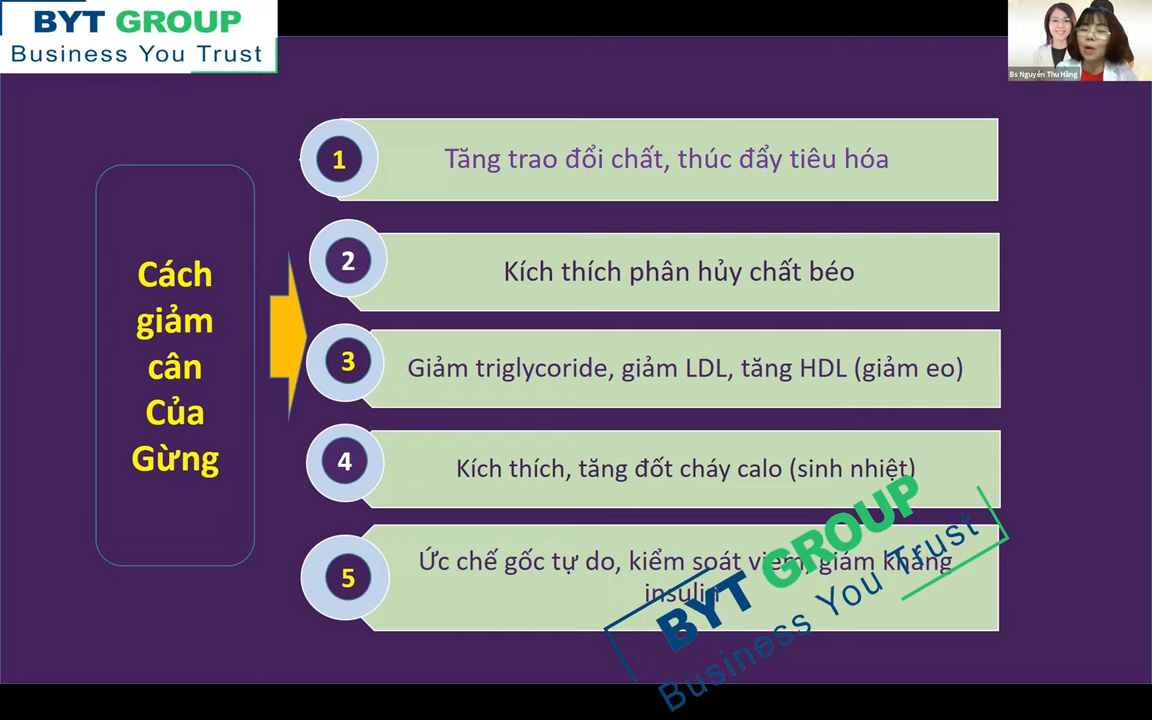 BYT GROUP
Business You Trust
Bs Nguyễn Thu Hằng
Cách
giảm
cân
Của
Gừng
1
Tăng trao đổi chất, thúc đẩy tiêu hóa
2
Kích thích phân hủy chất béo
3
Giảm triglycoride, giảm LDL, tăng HDL (giảm eo)
4
Kích thích, tăng đốt cháy calo (sinh nhiệt)
5
Ức chế gốc tự do, kiểm soát viêm, giảm kháng
insulin
BYT GROUP
Business You Trust